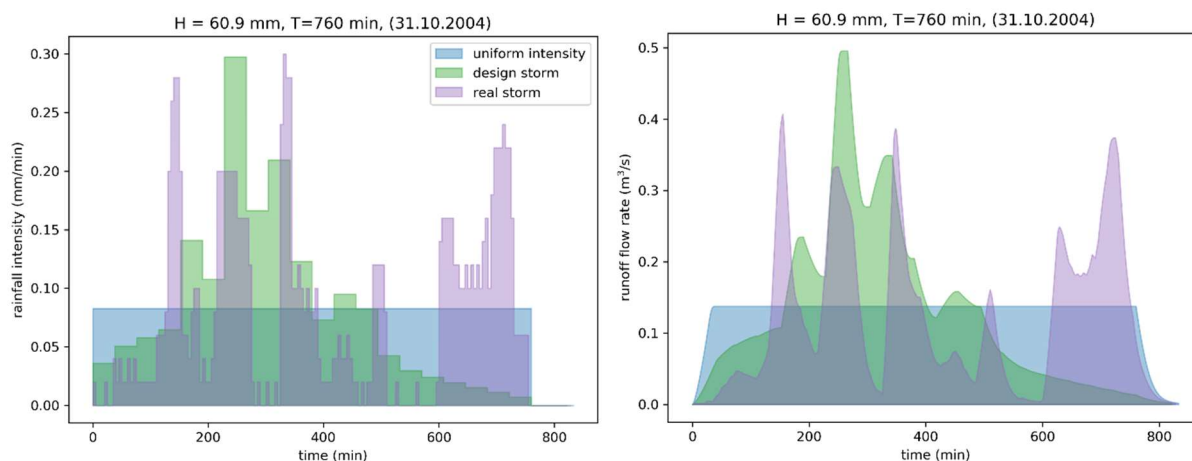 H = 60.9 mm, T=760 min, (31.10.2004)
uniform intensity
design storm
real storm
rainfall intensity (mm/min)
0.30
0.25
0.20
0.15
0.10
0.05
0.00
0 200 400 600 800
time (min)
H = 60.9 mm, T=760 min, (31.10.2004)
runoff flow rate (m³/s)
0.5
0.4
0.3
0.2
0.1
0.0
0 200 400 600 800
time (min)